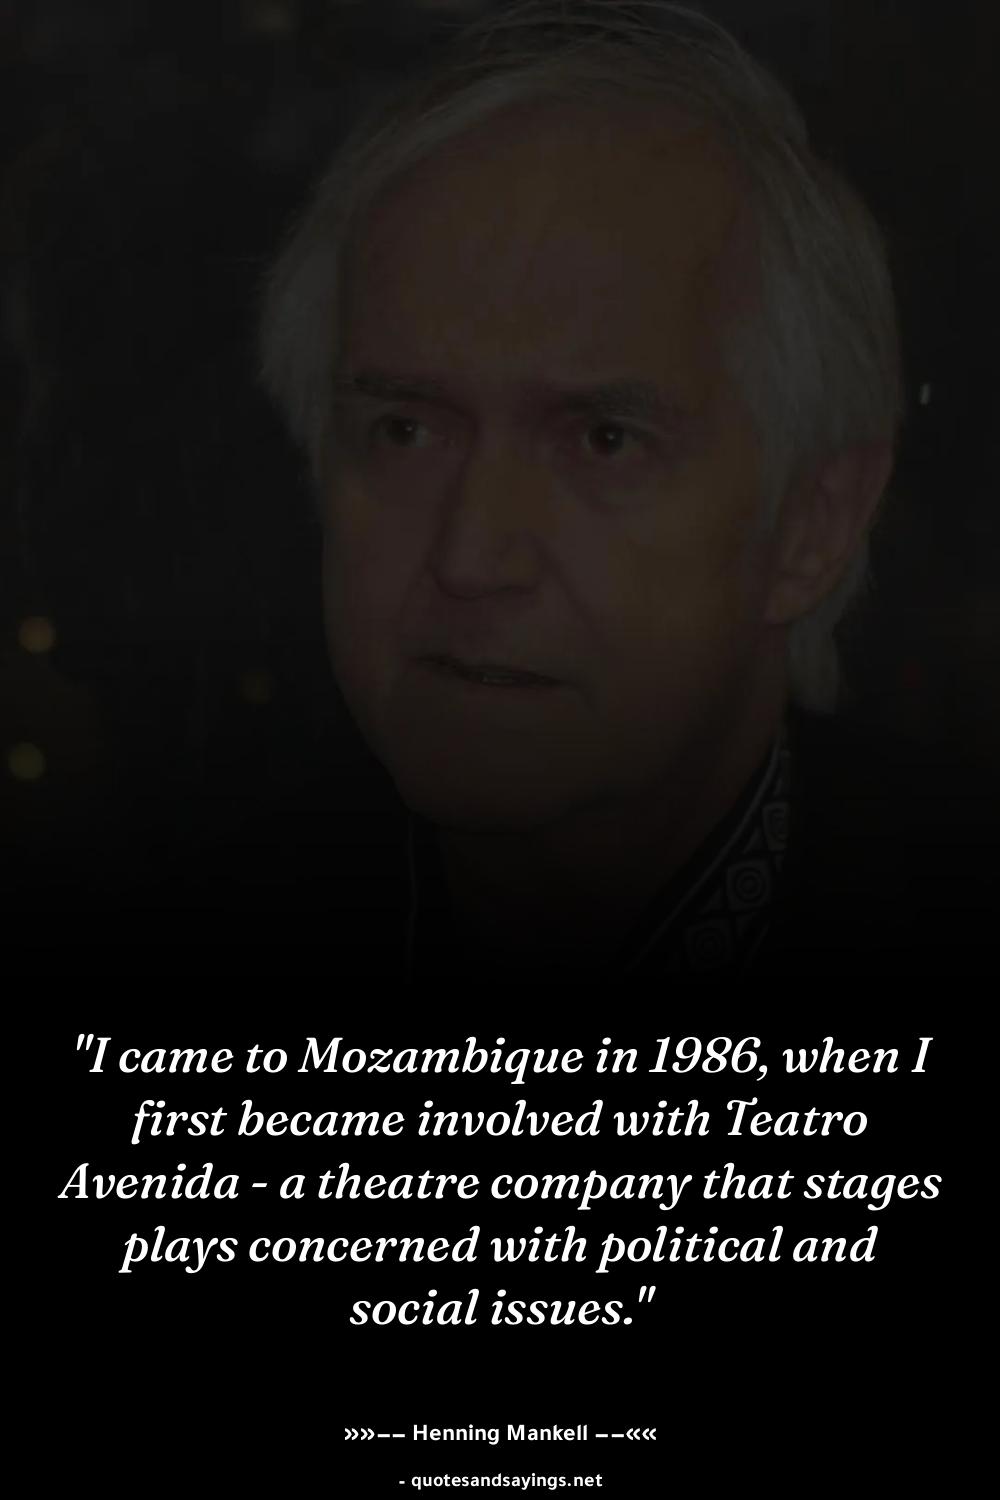 "I came to Mozambique in 1986, when I
first became involved with Teatro
Avenida - a theatre company that stages
plays concerned with political and
social issues."
»»−− Henning Mankell −−««
- quotesandsayings.net